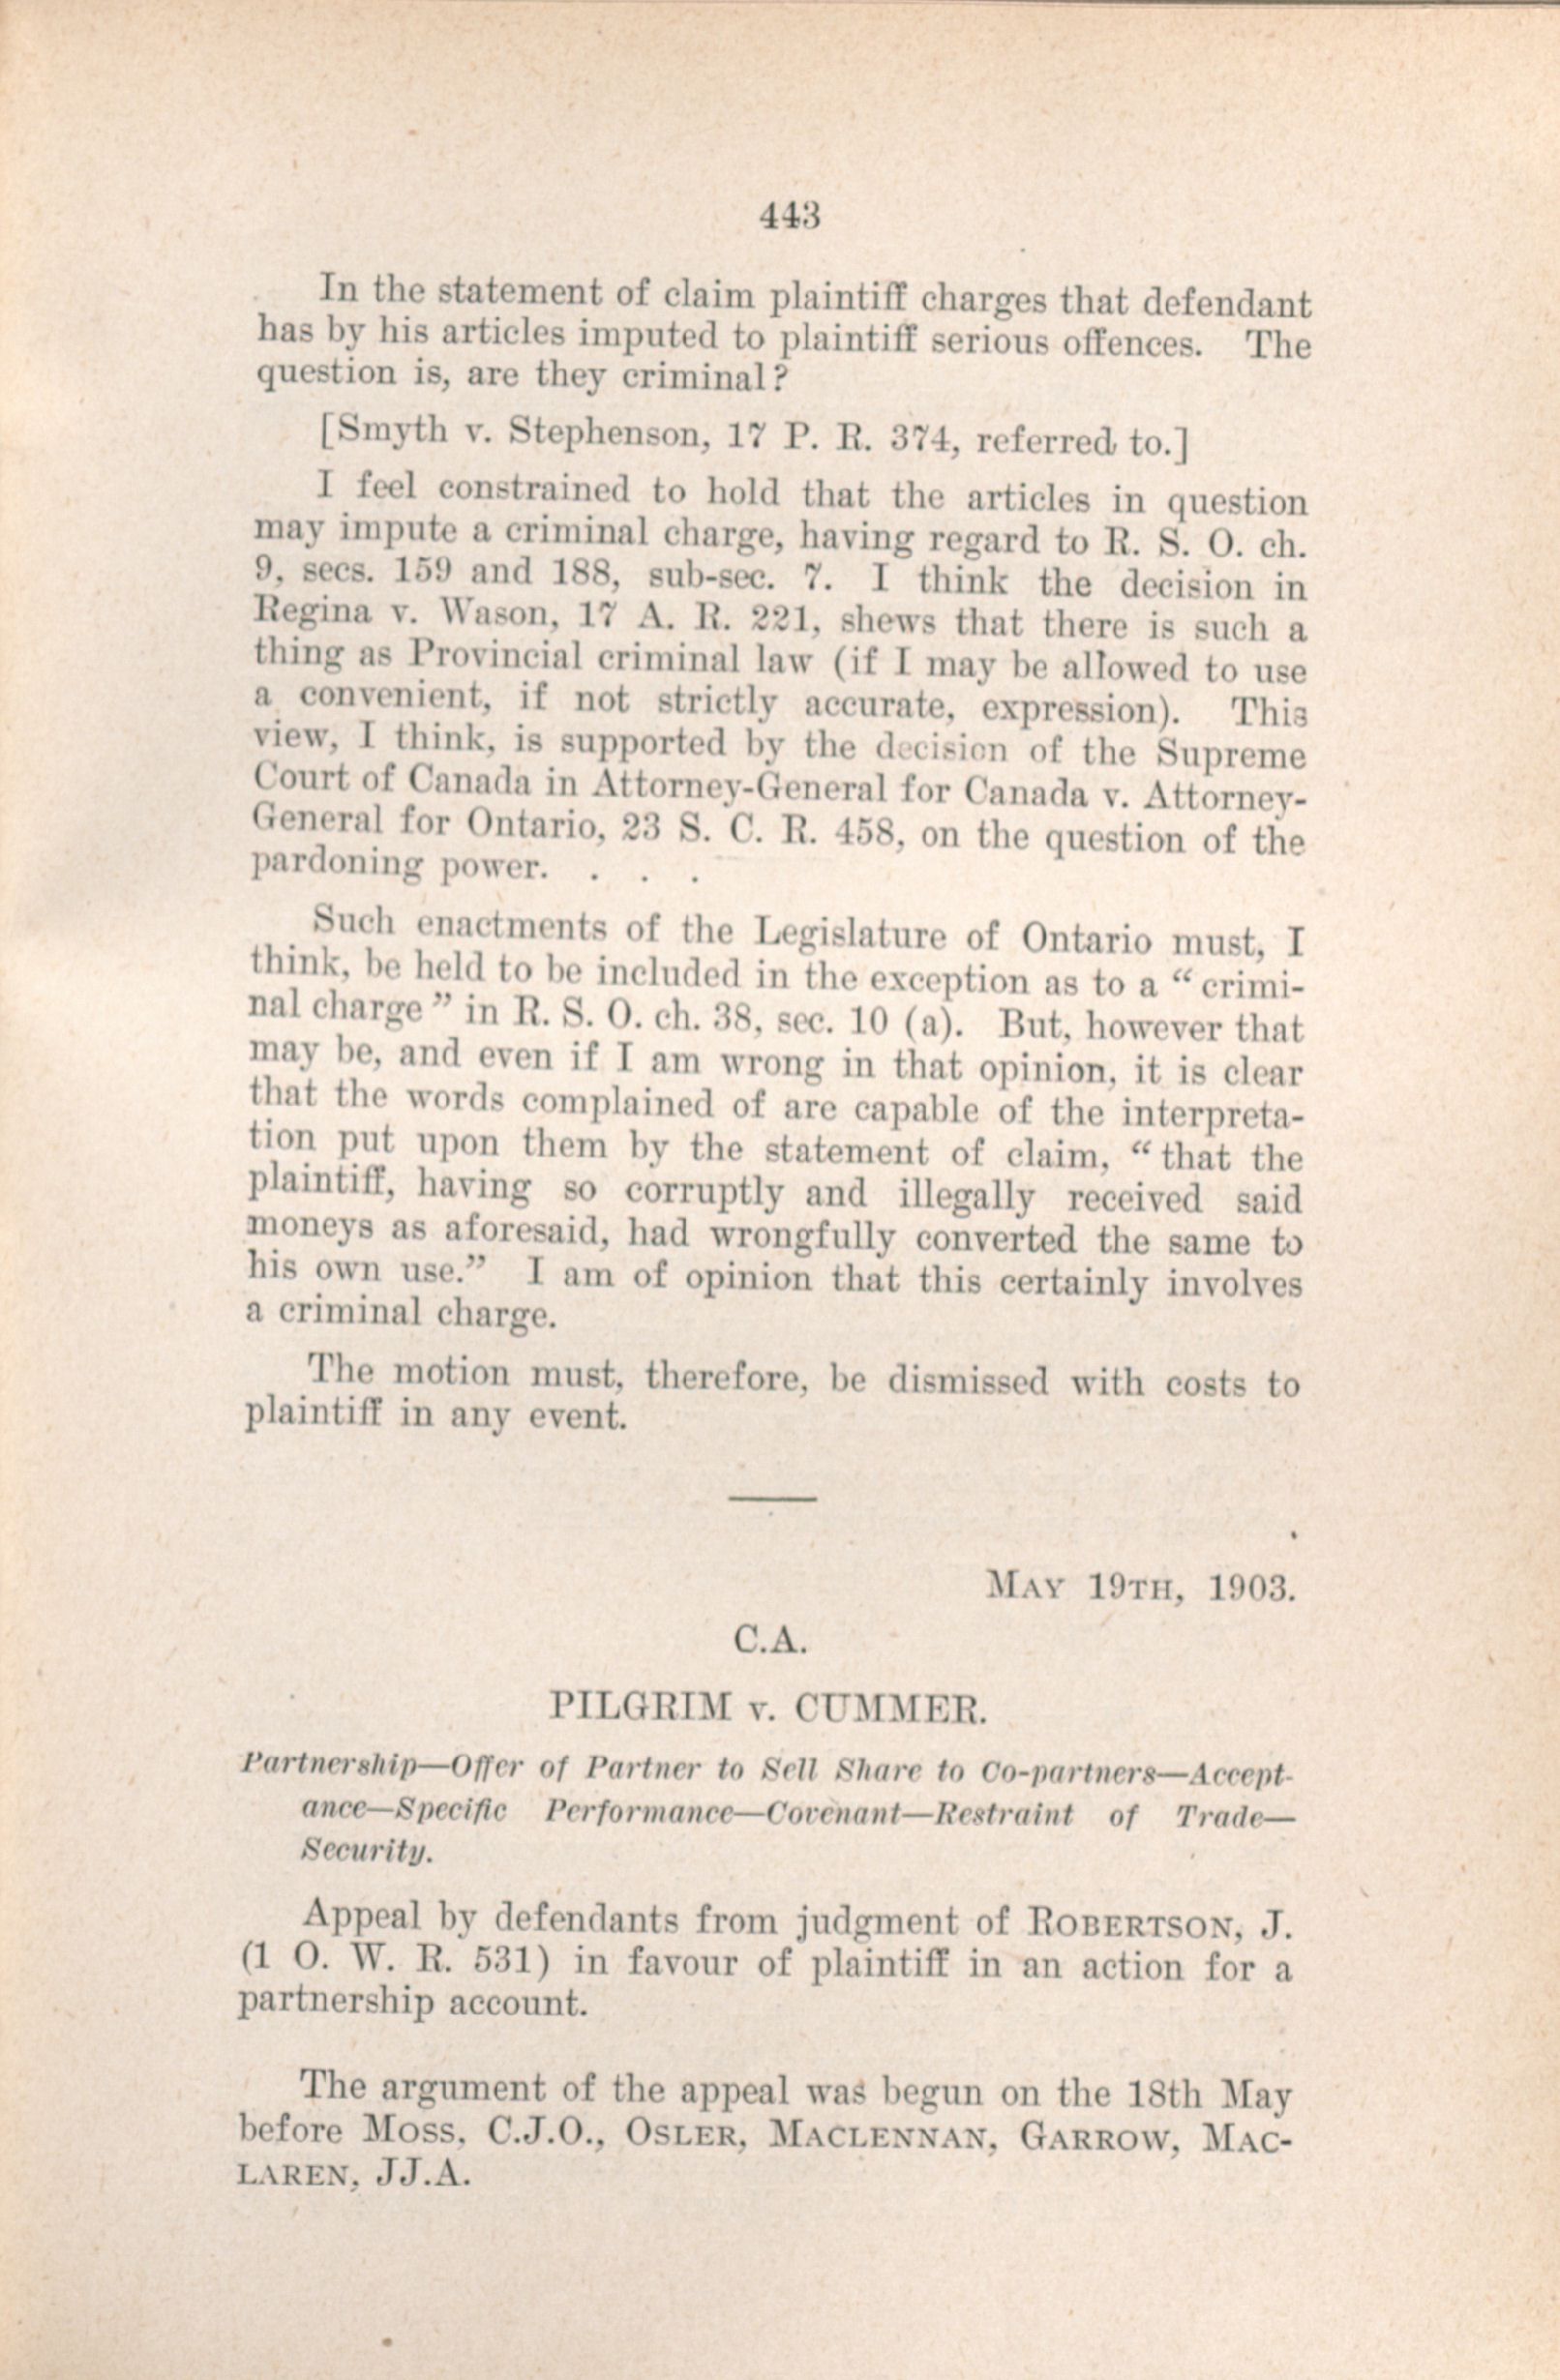 443
In the statement of claim plaintiff charges that defendant
has by his articles imputed to plaintiff serious offences. The
question is, are they criminal?
[Smyth v. Stephenson, 17 P. R. 374, referred to.]
I feel constrained to hold that the articles in question
may impute a criminal charge, having regard to R. S. O. ch.
9, secs. 159 and 188, sub-sec. 7. I think the decision in
Regina v. Wason, 17 A. R. 221, shews that there is such a
thing as Provincial criminal law (if I may be allowed to use
a convenient, if not strictly accurate, expression). This
view, I think, is supported by the decision of the Supreme
Court of Canada in Attorney-General for Canada v. Attorney-
General for Ontario, 23 S. C. R. 458, on the question of the
pardoning power. . . .
Such enactments of the Legislature of Ontario must, I
think, be held to be included in the exception as to a “ crimi-
nal charge ” in R. S. O. ch. 38, sec. 10 (a). But, however that
may be, and even if I am wrong in that opinion, it is clear
that the words complained of are capable of the interpreta-
tion put upon them by the statement of claim, “ that the
plaintiff, having so corruptly and illegally received said
moneys as aforesaid, had wrongfully converted the same to
his own use.” I am of opinion that this certainly involves
a criminal charge.
The motion must, therefore, be dismissed with costs to
plaintiff in any event.
MAY 19TH, 1903.
C.A.
PILGRIM v. CUMMER.
Partnership—Offer of Partner to Sell Share to Co-partners—Accept-
ance—Specific Performance—Covenant—Restraint of Trade—
Security.
Appeal by defendants from judgment of ROBERTSON, J.
(1 O. W. R. 531) in favour of plaintiff in an action for a
partnership account.
The argument of the appeal was begun on the 18th May
before MOSS, C.J.O., OSLER, MACLENNAN, GARROW, MAC-
LAREN, JJ.A.